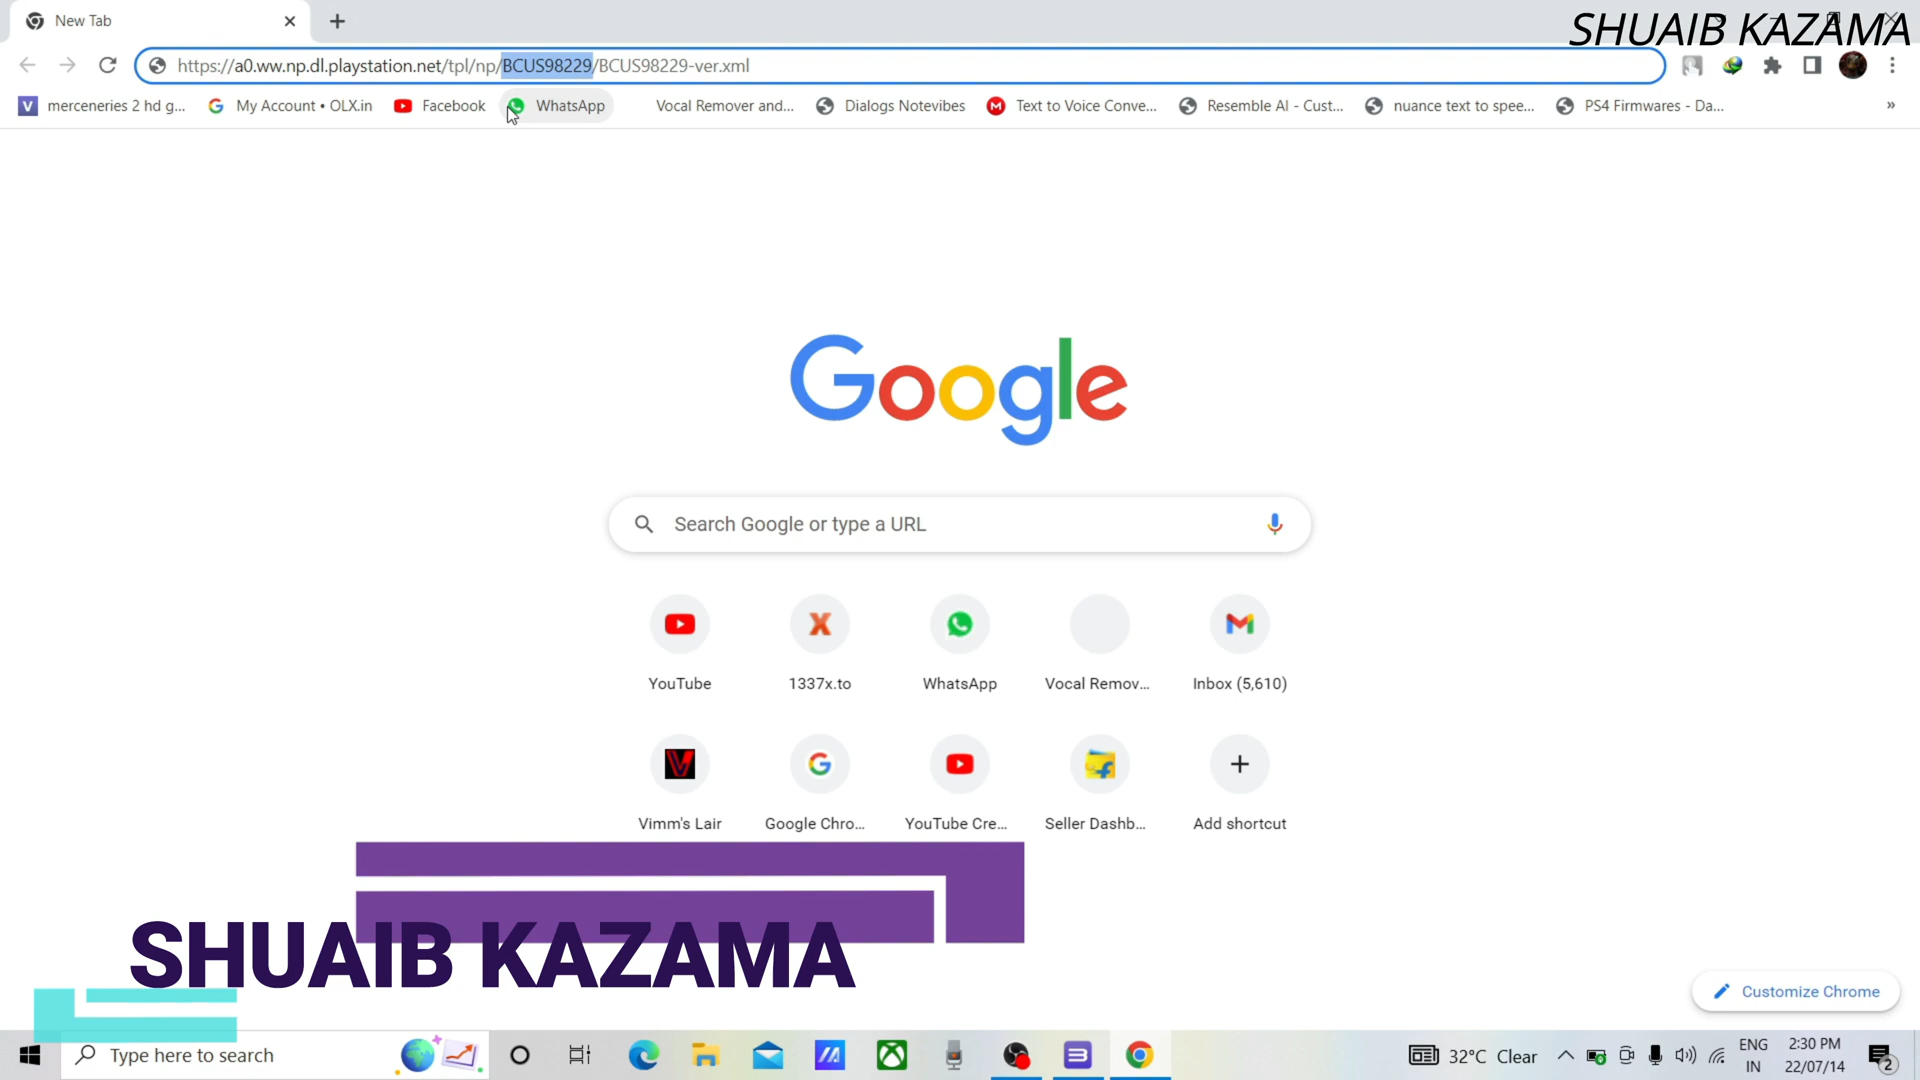 New Tab
SHUAIB KAZAMA
https://a0.ww.np.dl.playstation.net/tpl/np/BCUS98229/BCUS98229-ver.xml
merceneries 2 hd g...
My Account • OLX.in
Facebook
WhatsApp
Vocal Remover and...
Dialogs Notevibes
Text to Voice Conve...
Resemble AI - Cust...
nuance text to spee...
PS4 Firmwares - Da...
»
Google
Search Google or type a URL
YouTube
1337x.to
WhatsApp
Vocal Remov...
Inbox (5,610)
Vimm's Lair
Google Chro...
YouTube Cre...
Seller Dashb...
Add shortcut
SHUAIB KAZAMA
Customize Chrome
Type here to search
32°C Clear
ENG
IN
2:30 PM
22/07/14
2